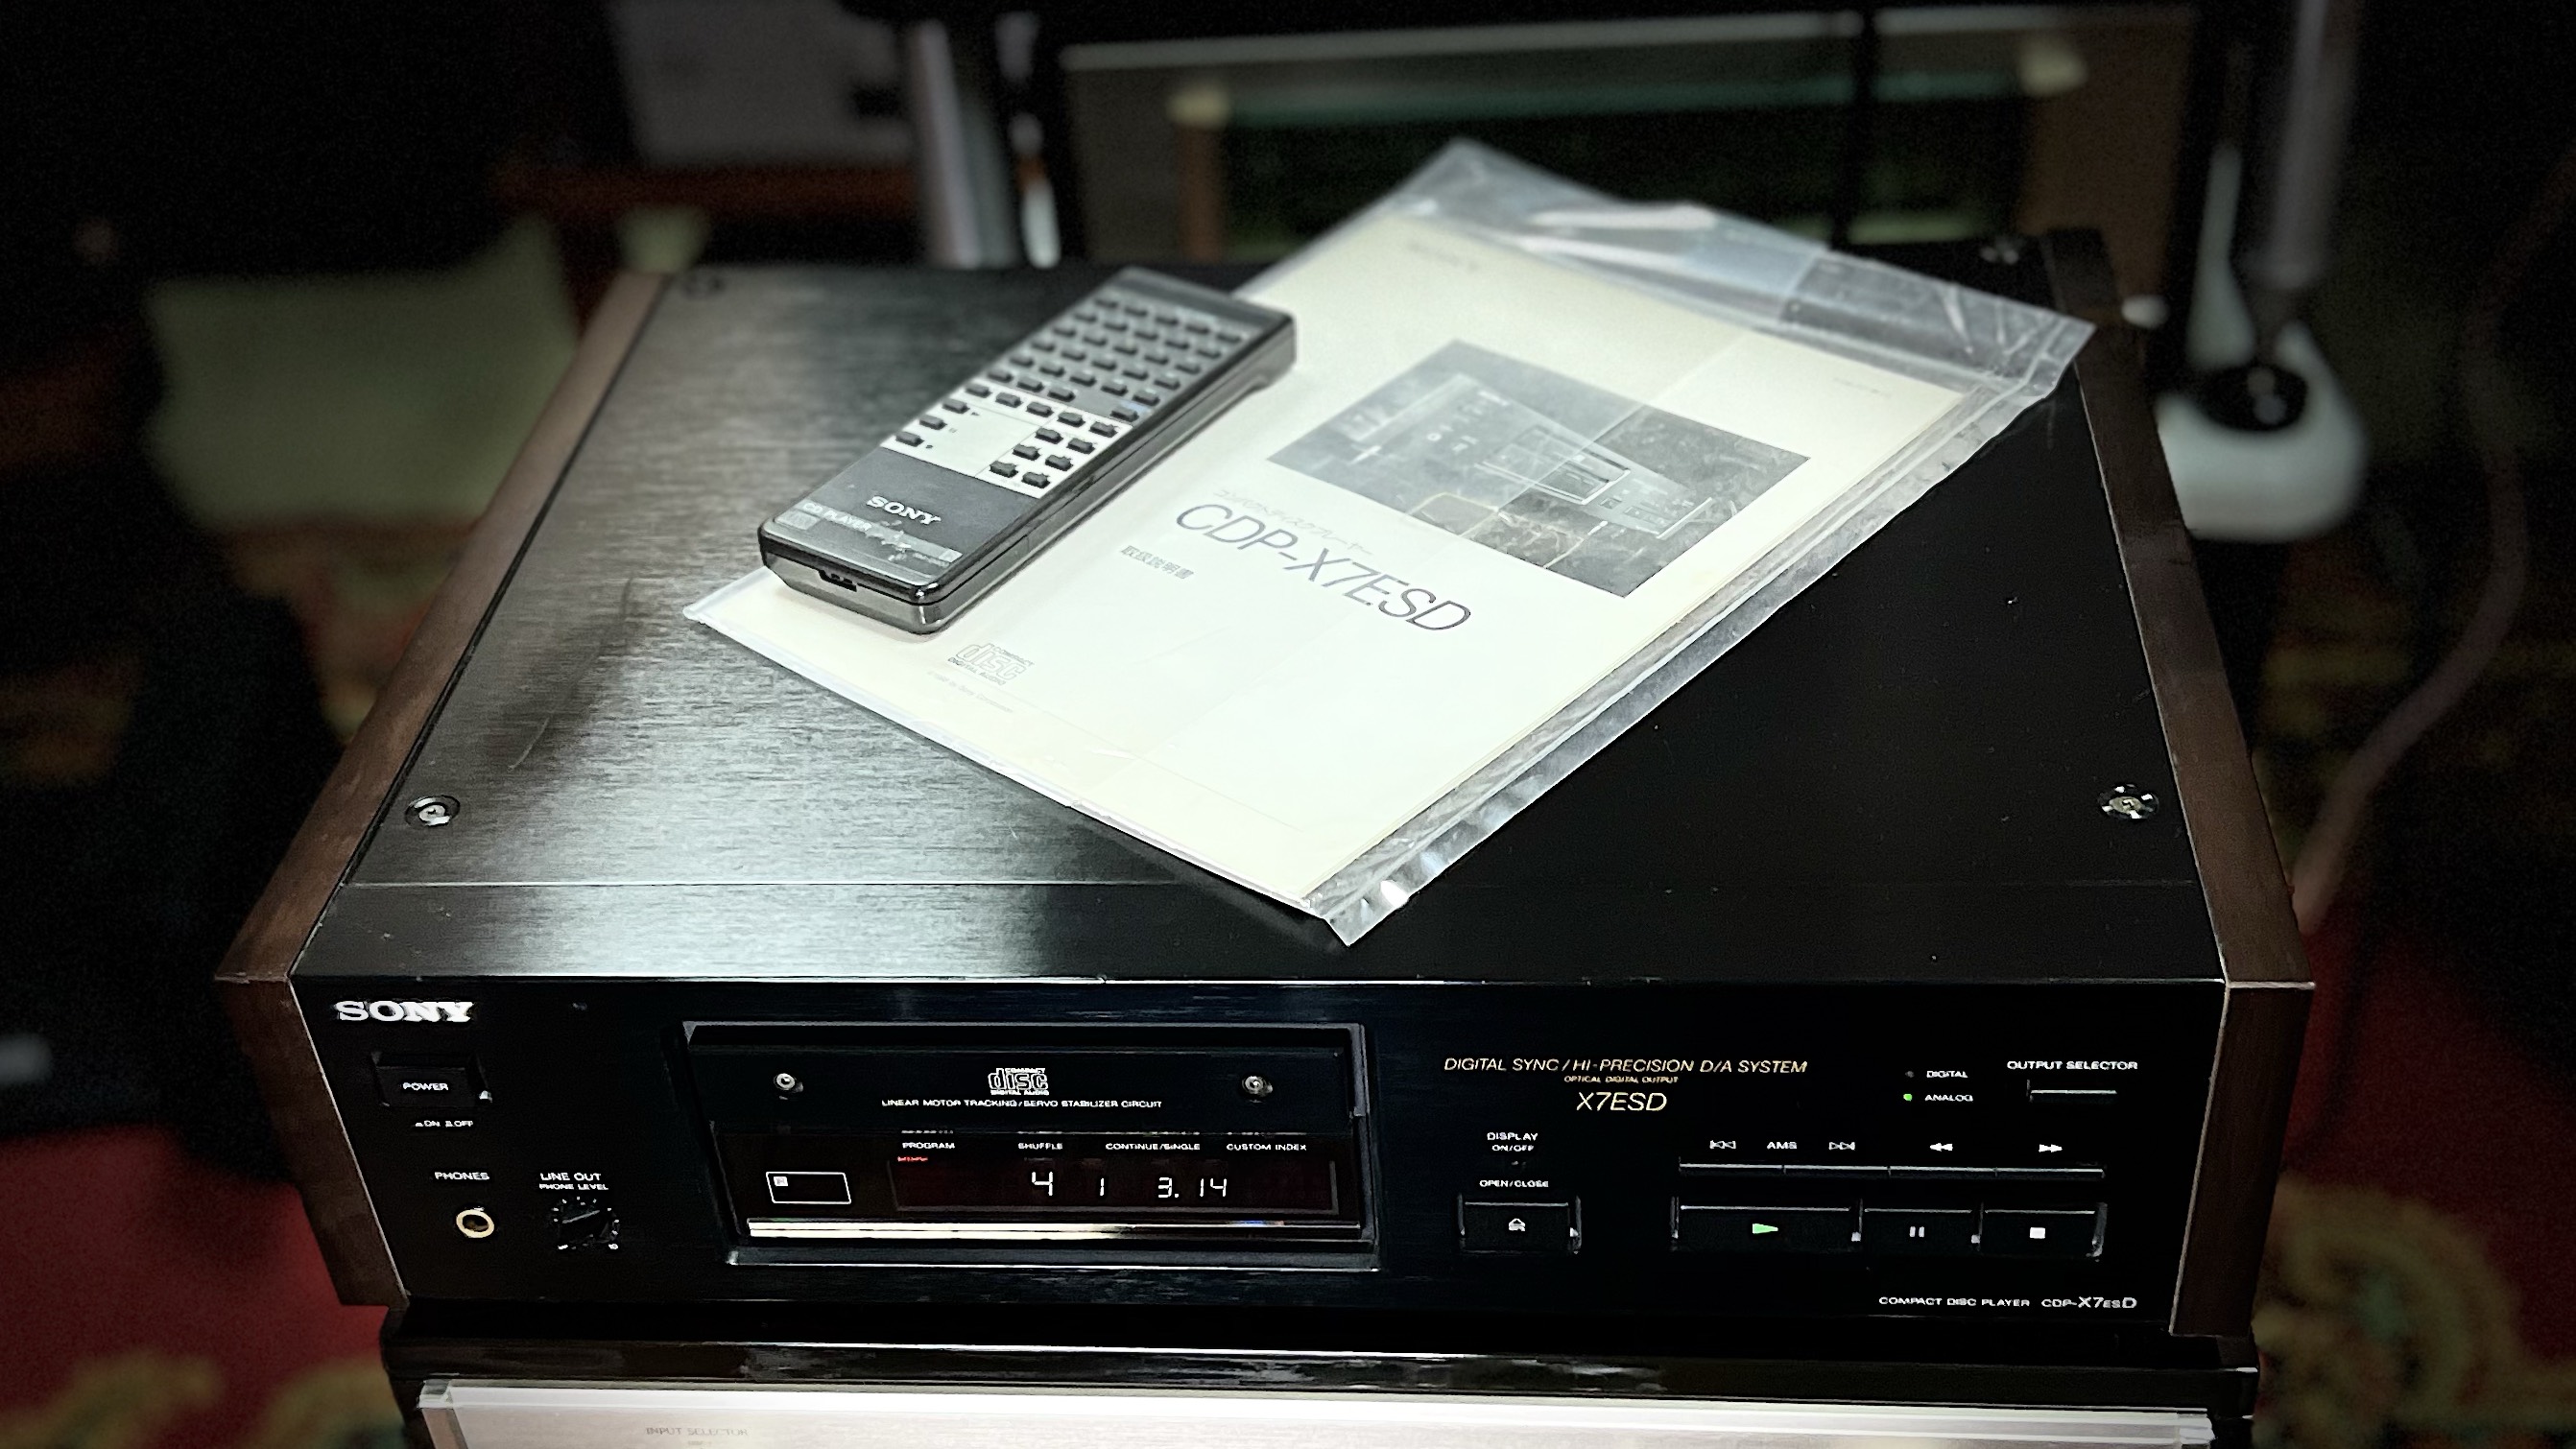 SONY
CD PLAYER
コンパクトディスクプレーヤー
CDP-X7ESD
取扱説明書
COMPACT
disc
DIGITAL AUDIO
SONY
POWER
ON OFF
PHONES
LINE OUT
PHONE LEVEL
COMPACT
disc
DIGITAL AUDIO
LINEAR MOTOR TRACKING/SERVO STABILIZER CIRCUIT
PROGRAM SHUFFLE CONTINUE/SINGLE CUSTOM INDEX
4 1 3. 14
DIGITAL SYNC / HI-PRECISION D/A SYSTEM
OPTICAL DIGITAL OUTPUT
X7ESD
DIGITAL
ANALOG
OUTPUT SELECTOR
DISPLAY
ON/OFF
OPEN/CLOSE
AMS
COMPACT DISC PLAYER CDP-X7ESD
INPUT SELECTOR